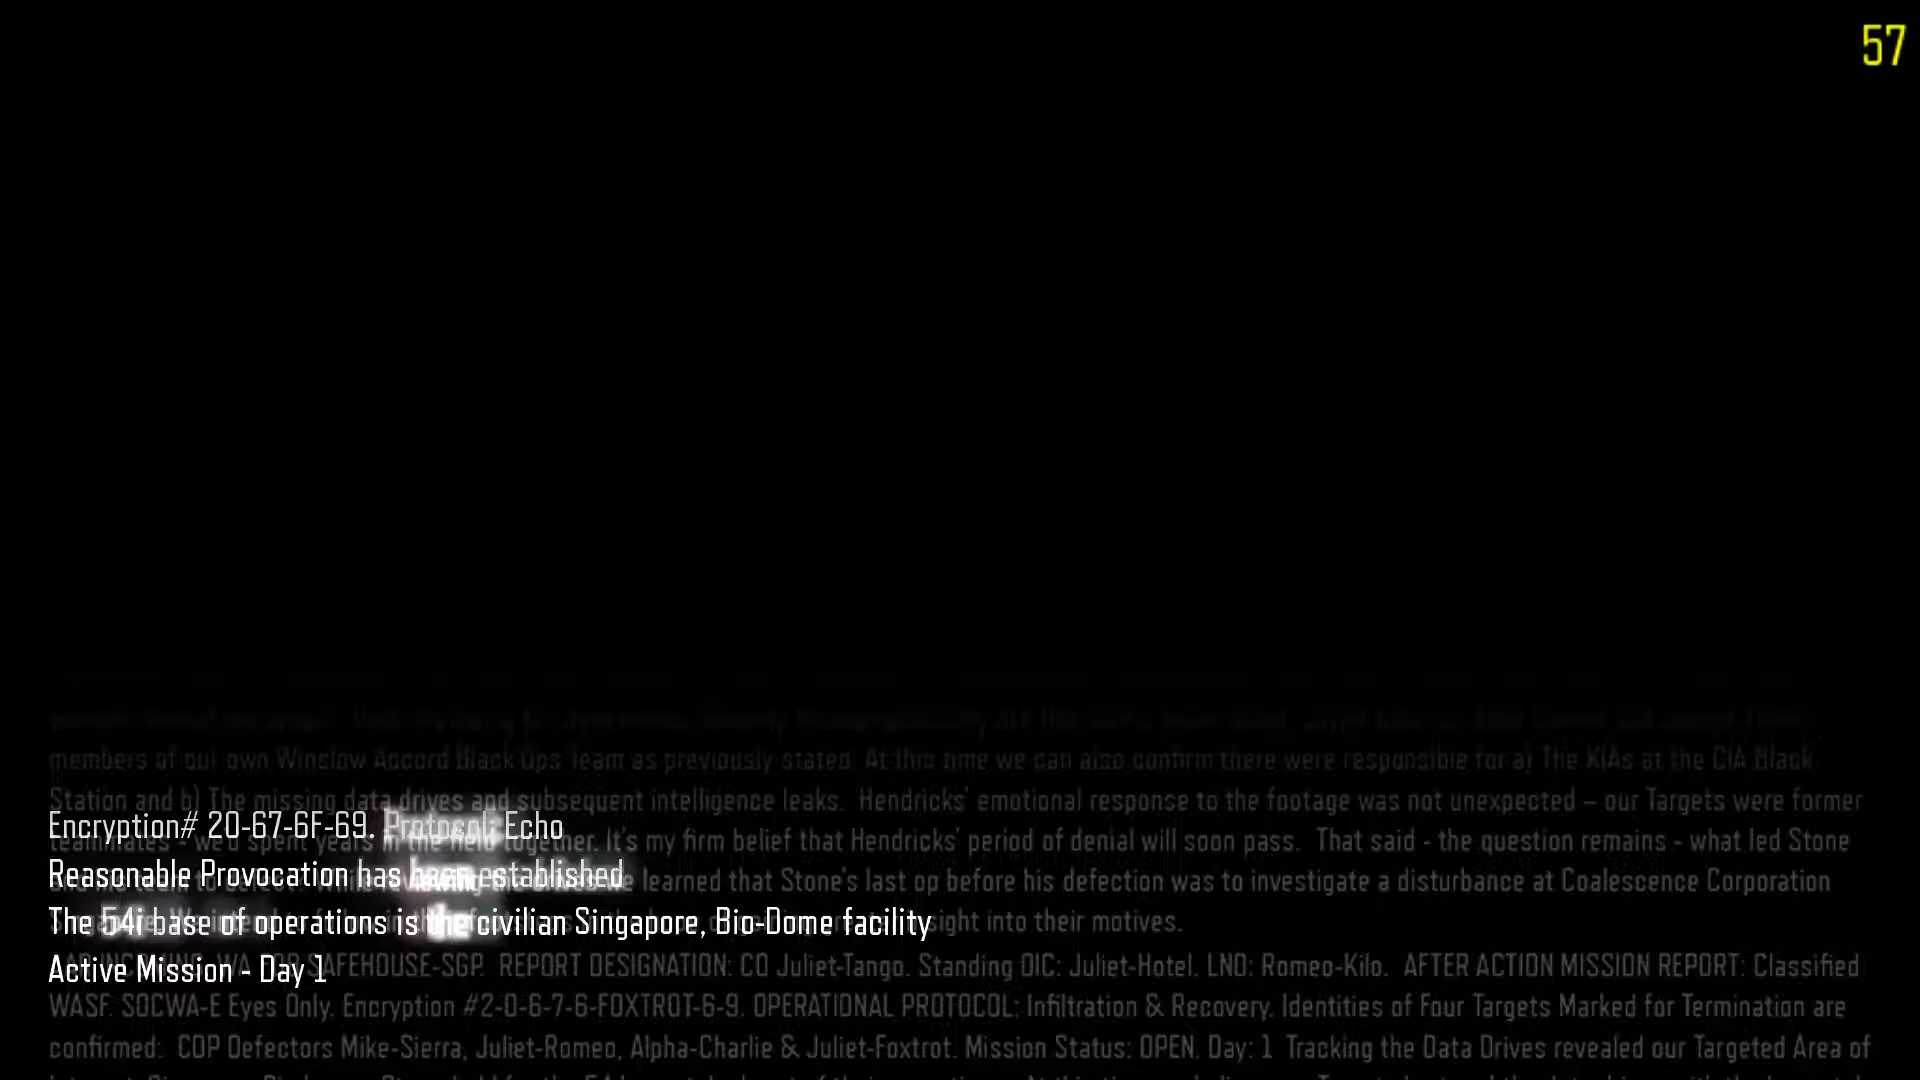 57
members of our own Winslow Accord Black Ops Team as previously stated. At this time we can also confirm there were responsible for a) The KIAs at the CIA Black
Station and b) The missing data drives and subsequent intelligence leaks. Hendricks' emotional response to the footage was not unexpected – our Targets were former
Encryption# 20-67-6F-69. Protocol: Echo
teammates - we'd spent years in the field together. It's my firm belief that Hendricks' period of denial will soon pass. That said - the question remains - what led Stone
Reasonable Provocation has been established
learned that Stone's last op before his defection was to investigate a disturbance at Coalescence Corporation
The 54i base of operations is the civilian Singapore, Bio-Dome facility
sight into their motives.
Active Mission - Day 1
SAFEHOUSE-SGP. REPORT DESIGNATION: CO Juliet-Tango. Standing OIC: Juliet-Hotel. LNO: Romeo-Kilo. AFTER ACTION MISSION REPORT: Classified
WASF. SOCWA-E Eyes Only. Encryption #2-0-6-7-6-FOXTROT-6-9. OPERATIONAL PROTOCOL: Infiltration & Recovery. Identities of Four Targets Marked for Termination are
confirmed: COP Defectors Mike-Sierra, Juliet-Romeo, Alpha-Charlie & Juliet-Foxtrot. Mission Status: OPEN. Day: 1 Tracking the Data Drives revealed our Targeted Area of